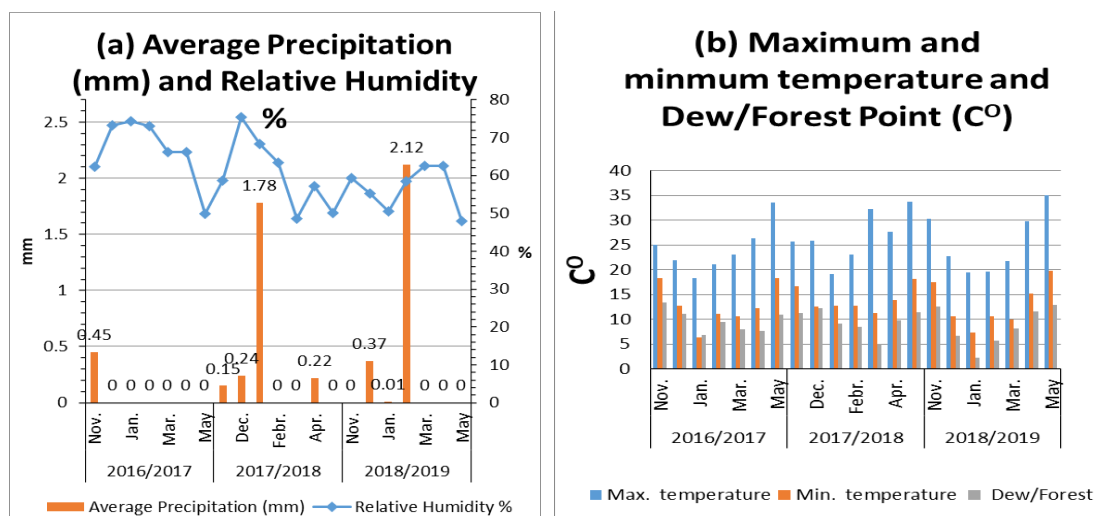 (a) Average Precipitation
(mm) and Relative Humidity
%
mm
2.5
2
1.5
1
0.5
0
80
70
60
50
40
30
20
10
0
%
0.45
0 0 0 0 0 0
0.15
0.24
1.78
0 0
0.22
0 0
0.37
0.01
2.12
0 0 0
Nov.
Jan.
Mar.
May
Dec.
Febr.
Apr.
Nov.
Jan.
Mar.
May
2016/2017
2017/2018
2018/2019
Average Precipitation (mm)
Relative Humidity %
(b) Maximum and
minmum temperature and
Dew/Forest Point (C⁰)
C⁰
40
35
30
25
20
15
10
5
0
Nov.
Jan.
Mar.
May
Dec.
Febr.
Apr.
Nov.
Jan.
Mar.
May
2016/2017
2017/2018
2018/2019
Max. temperature
Min. temperature
Dew/Forest